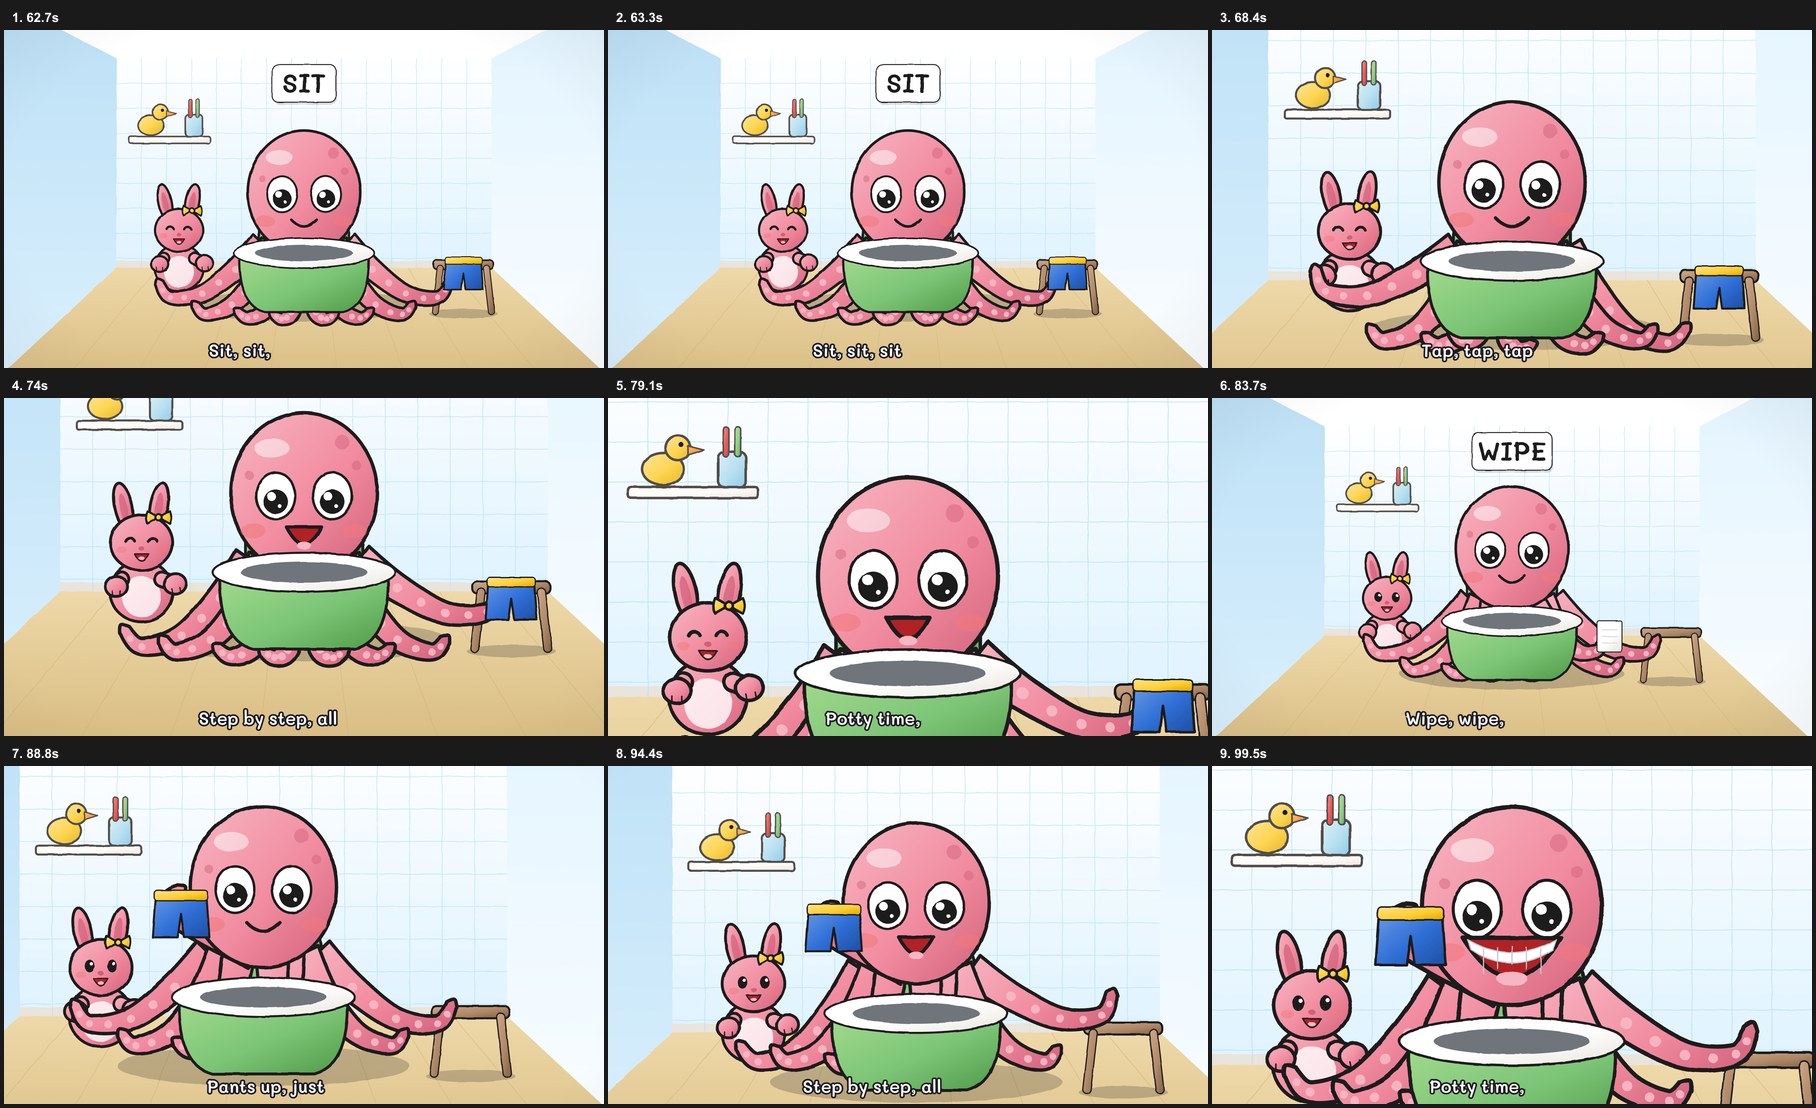 1. 62.7s
SIT
Sit, sit,
2. 63.3s
SIT
Sit, sit, sit
3. 68.4s
Tap, tap, tap
4. 74s
Step by step, all
5. 79.1s
Potty time,
6. 83.7s
WIPE
Wipe, wipe,
7. 88.8s
Pants up, just
8. 94.4s
Step by step, all
9. 99.5s
Potty time,